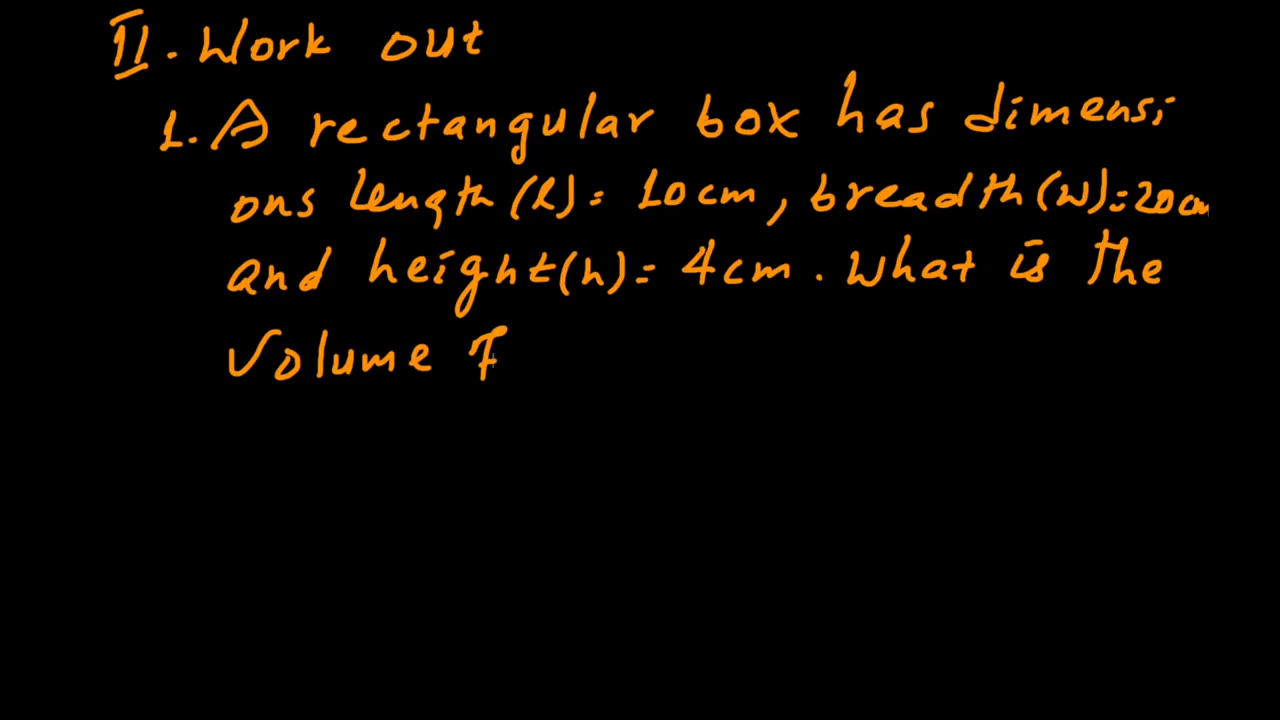 II. Work out
1. A rectangular box has dimensi
ons length (l) = 10cm, breadth (w) = 20cm
and height (h) = 4cm. What is the
Volume ?